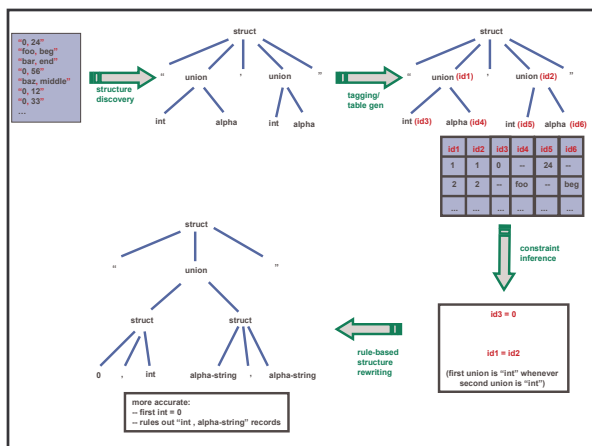 "0, 24"
"foo, beg"
"bar, end"
"0, 56"
"baz, middle"
"0, 12"
"0, 33"
...
structure
discovery
struct
" union , union "
int alpha int alpha
tagging/
table gen
struct
" union (id1) , union (id2) "
int (id3) alpha (id4) int (id5) alpha (id6)
id1 id2 id3 id4 id5 id6
1 1 0 -- 24 --
2 2 -- foo -- beg
... ... ... ... ... ...
constraint
inference
id3 = 0
id1 = id2
(first union is "int" whenever
second union is "int")
rule-based
structure
rewriting
struct
" union "
struct struct
0 , int alpha-string , alpha-string
more accurate:
-- first int = 0
-- rules out "int , alpha-string" records